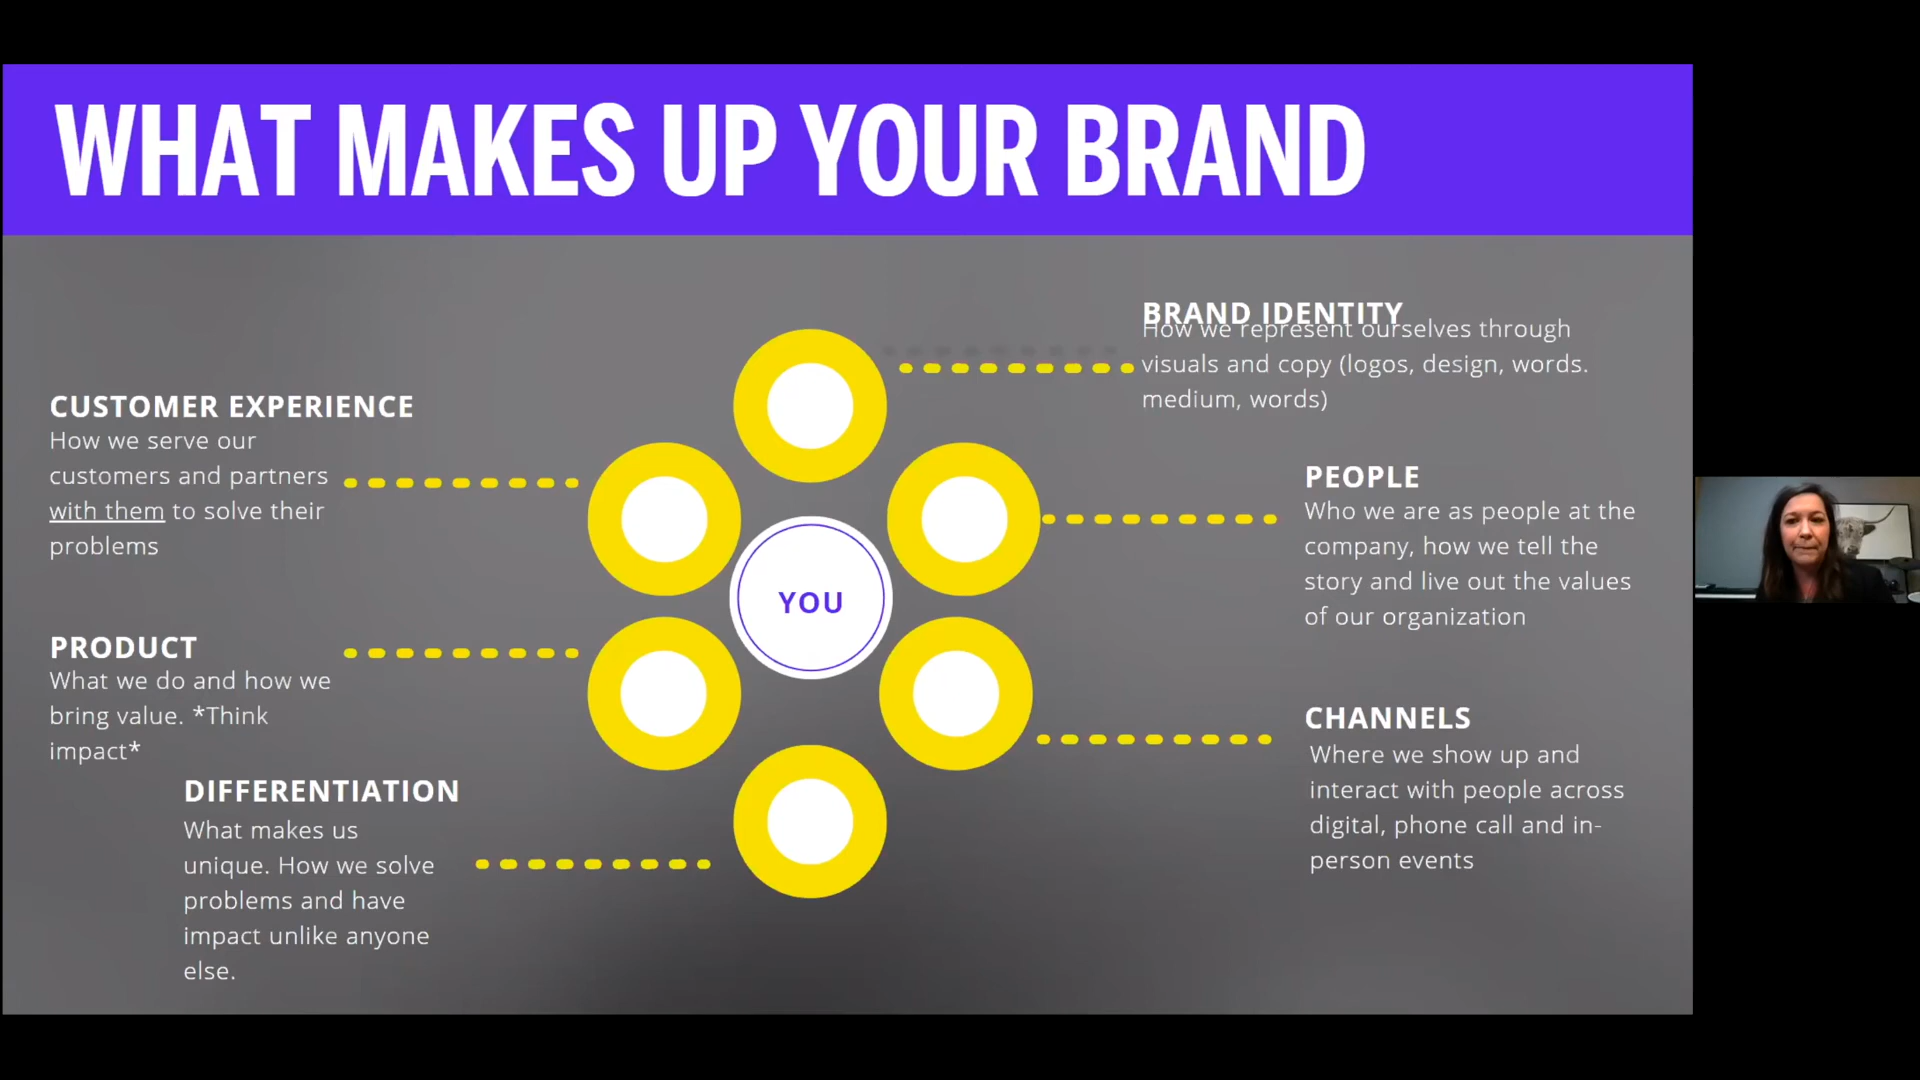 WHAT MAKES UP YOUR BRAND
BRAND IDENTITY
How we represent ourselves through
visuals and copy (logos, design, words.
medium, words)
CUSTOMER EXPERIENCE
How we serve our
customers and partners
with them to solve their
problems
PEOPLE
Who we are as people at the
company, how we tell the
story and live out the values
of our organization
YOU
PRODUCT
What we do and how we
bring value. *Think
impact*
CHANNELS
Where we show up and
interact with people across
digital, phone call and in-
person events
DIFFERENTIATION
What makes us
unique. How we solve
problems and have
impact unlike anyone
else.